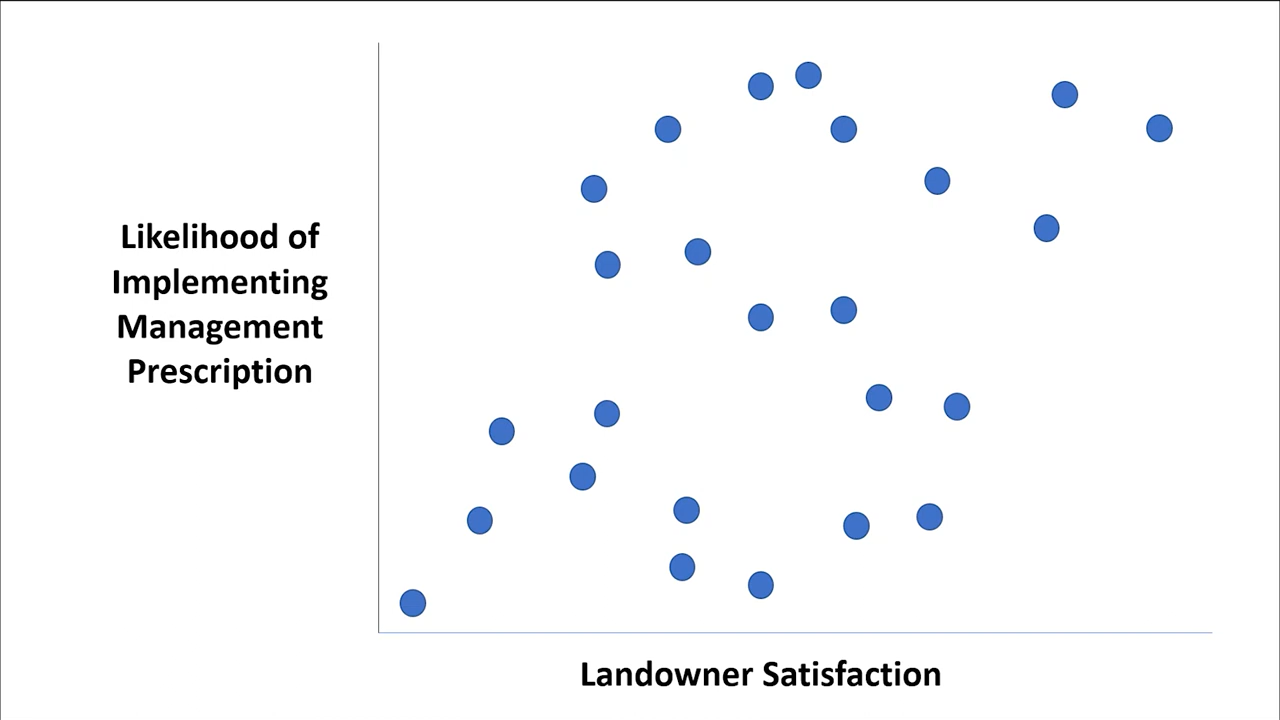 Likelihood of
Implementing
Management
Prescription
Landowner Satisfaction